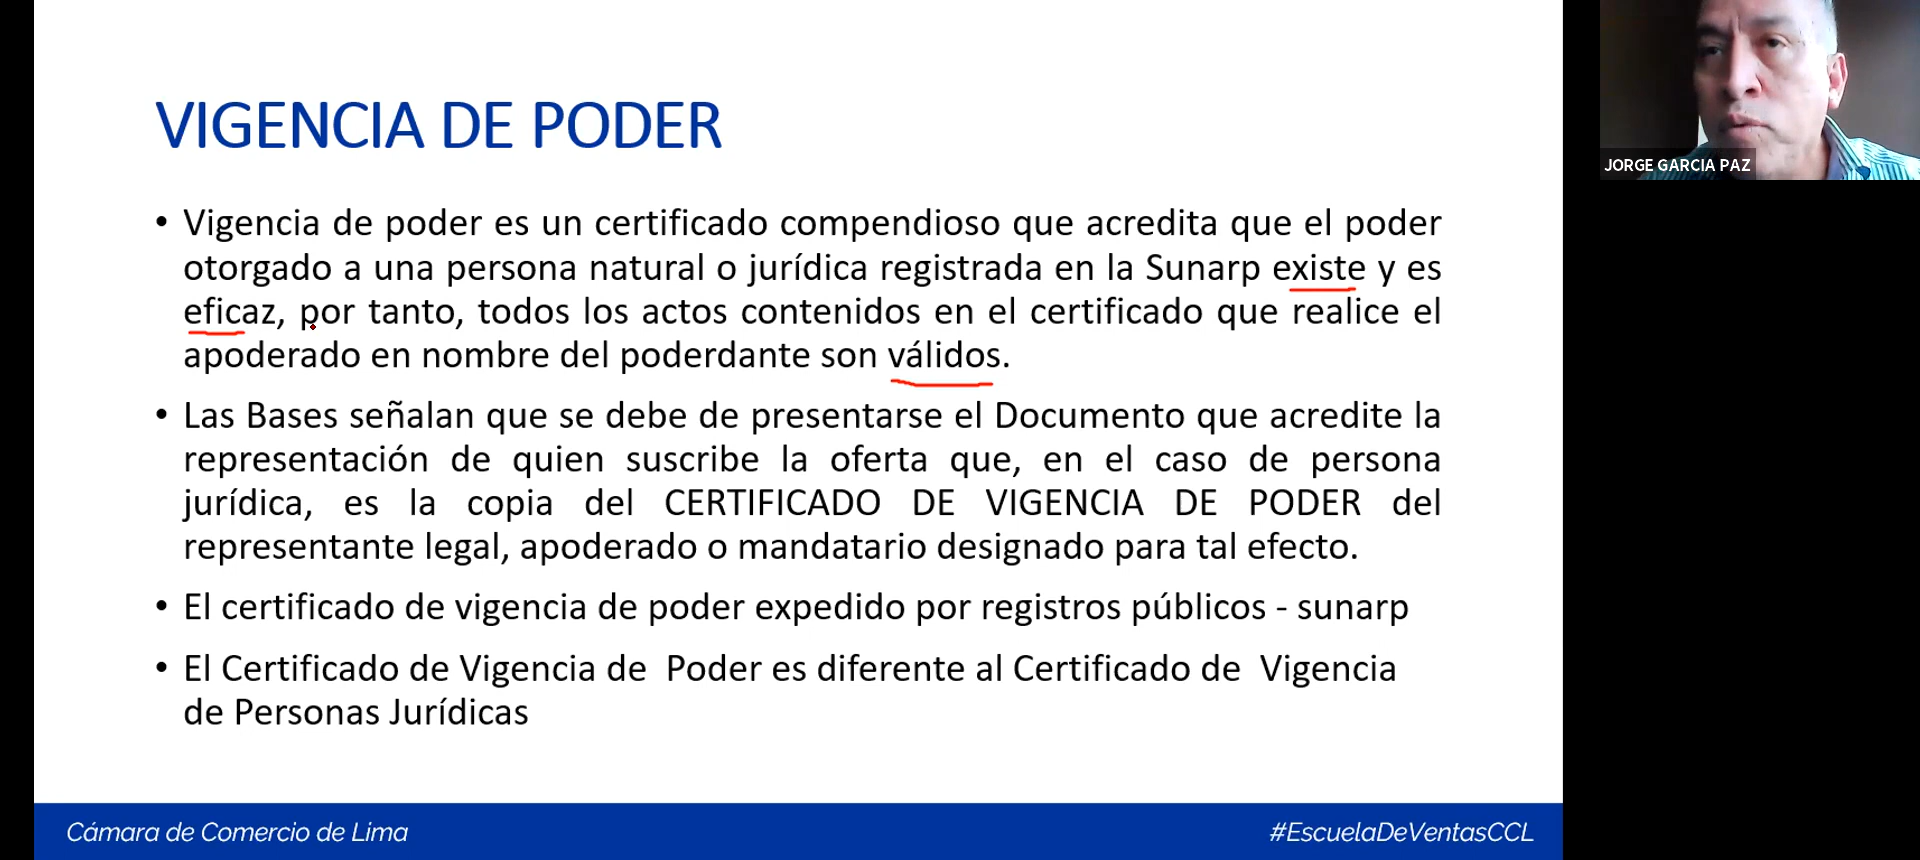 VIGENCIA DE PODER
• Vigencia de poder es un certificado compendioso que acredita que el poder
otorgado a una persona natural o jurídica registrada en la Sunarp existe y es
eficaz, por tanto, todos los actos contenidos en el certificado que realice el
apoderado en nombre del poderdante son válidos.
• Las Bases señalan que se debe de presentarse el Documento que acredite la
representación de quien suscribe la oferta que, en el caso de persona
jurídica, es la copia del CERTIFICADO DE VIGENCIA DE PODER del
representante legal, apoderado o mandatario designado para tal efecto.
• El certificado de vigencia de poder expedido por registros públicos - sunarp
• El Certificado de Vigencia de Poder es diferente al Certificado de Vigencia
de Personas Jurídicas
Cámara de Comercio de Lima
#EscuelaDeVentasCCL
JORGE GARCIA PAZ